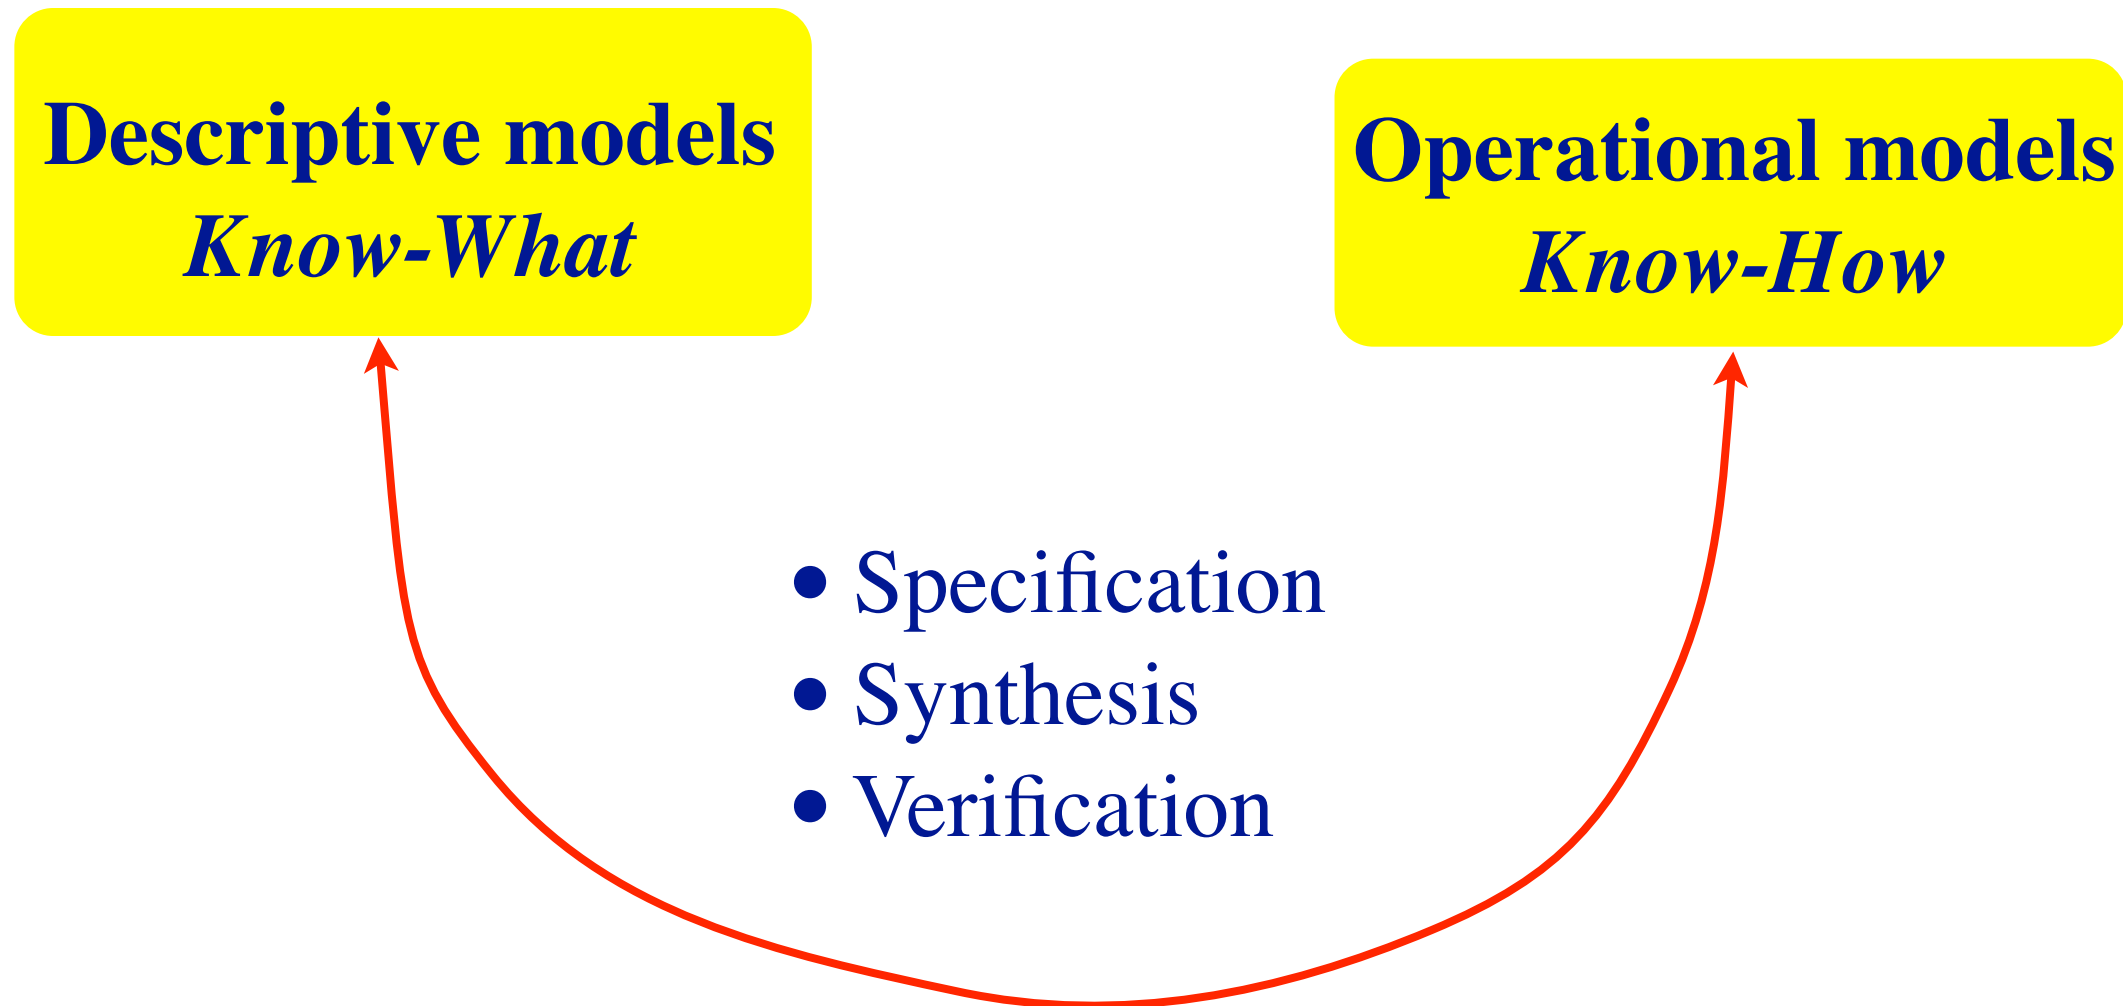 Descriptive models
Know-What
Operational models
Know-How
• Specification
• Synthesis
• Verification